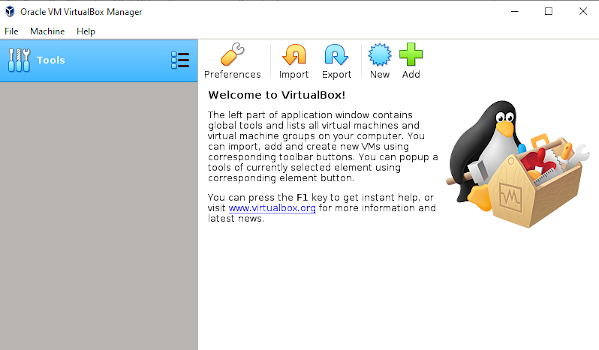 Oracle VM VirtualBox Manager
File Machine Help
Tools
Preferences Import Export New Add
Welcome to VirtualBox!
The left part of application window contains
global tools and lists all virtual machines and
virtual machine groups on your computer. You
can import, add and create new VMs using
corresponding toolbar buttons. You can popup a
tools of currently selected element using
corresponding element button.
You can press the F1 key to get instant help, or
visit www.virtualbox.org for more information and
latest news.